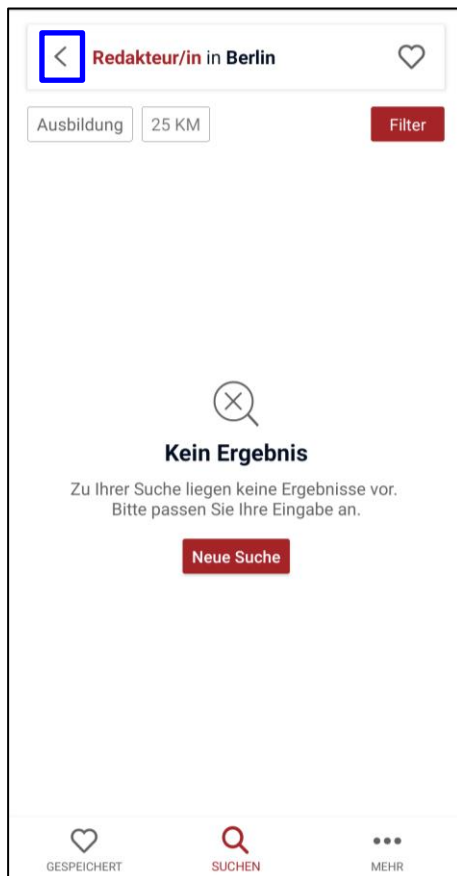 Redakteur/in in Berlin
Ausbildung 25 KM Filter
Kein Ergebnis
Zu Ihrer Suche liegen keine Ergebnisse vor.
Bitte passen Sie Ihre Eingabe an.
Neue Suche
GESPEICHERT SUCHEN MEHR